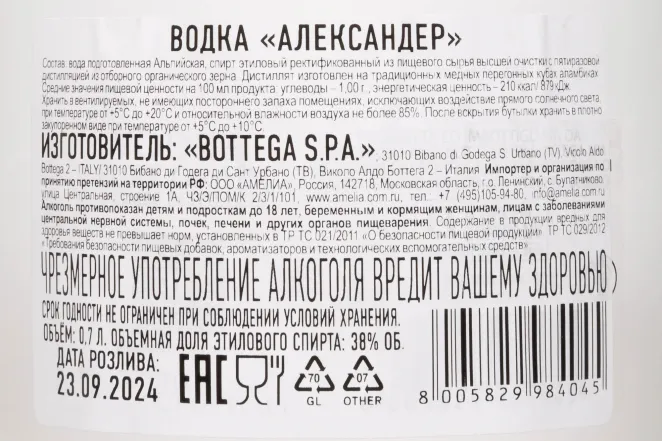 ВОДКА «АЛЕКСАНДЕР»
Состав: вода подготовленная Альпийская, спирт этиловый ректификованный из пищевого сырья высшей очистки с пятиразовой
дистилляцией из отборного органического зерна. Дистиллят изготовлен на традиционных медных перегонных кубах аламбиках
Средние значения пищевой ценности на 100 мл продукта: углеводы – 1,00 г., энергетическая ценность – 210 ккал/ 879 кДж
Хранить в вентилируемых, не имеющих постороннего запаха помещениях, исключающих воздействие прямого солнечного света
при температуре от +5°C до +20°C и относительной влажности воздуха не более 85%. После вскрытия бутылки хранить в плотно
закупоренном виде при температуре от +5°C до +10°C.
ИЗГОТОВИТЕЛЬ: «BOTTEGA S.P.A.», 31010 Bibano di Godega S. Urbano (TV), Vicolo Aldo
Bottega 2 – ITALY/ 31010 Бибано ди Годега ди Сант Урбано (ТВ), Виколо Алдо Боттега 2 – Италия Импортер и организация по
принятию претензий на территории РФ: ООО «АМЕЛИЯ», Россия, 142718, Московская область, г.о. Ленинский, с. Булатниково
улица Центральная, строение 1А, ЧЗ/Э/ПОМ/К 2/3/1/101, www.amelia.com.ru, тел.: +7 (495)105-94-80, info@amelia.com.ru
Алкоголь противопоказан детям и подросткам до 18 лет, беременным и кормящим женщинам, лицам с заболеваниями
центральной нервной системы, почек, печени и других органов пищеварения. Содержание в продукции вредных для
здоровья веществ не превышает норм, установленных в ТР ТС 021/2011 «О безопасности пищевой продукции», ТР ТС 029/2012
«Требования безопасности пищевых добавок, ароматизаторов и технологических вспомогательных средств»
ЧРЕЗМЕРНОЕ УПОТРЕБЛЕНИЕ АЛКОГОЛЯ ВРЕДИТ ВАШЕМУ ЗДОРОВЬЮ
СРОК ГОДНОСТИ НЕ ОГРАНИЧЕН ПРИ СОБЛЮДЕНИИ УСЛОВИЙ ХРАНЕНИЯ.
ОБЪЁМ: 0,7 Л. ОБЪЕМНАЯ ДОЛЯ ЭТИЛОВОГО СПИРТА: 38% ОБ.
ДАТА РОЗЛИВА:
23.09.2024
EAC
70
GL
07
OTHER
8 005829 984045